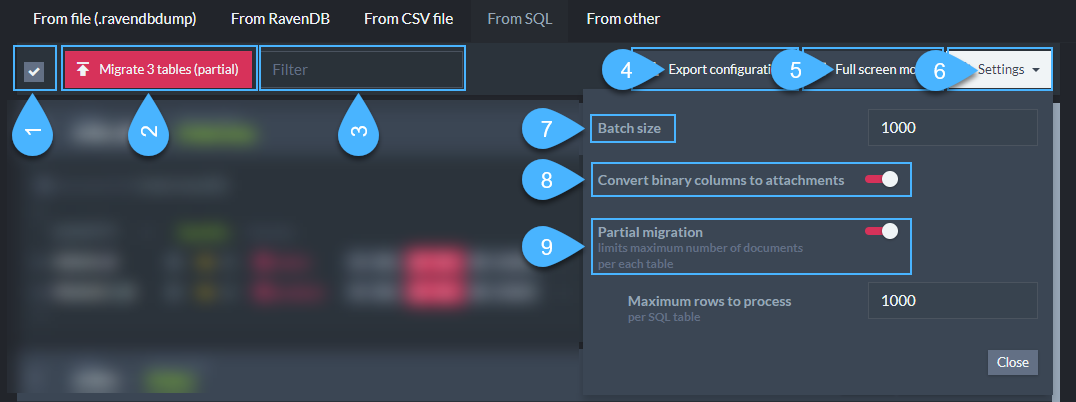 From file (.ravendbdump) From RavenDB From CSV file From SQL From other
Migrate 3 tables (partial) Filter 4 Export configurati 5 Full screen mo 6 Settings
1 2 3
7 Batch size 1000
8 Convert binary columns to attachments
9 Partial migration
limits maximum number of documents
per each table
Maximum rows to process 1000
per SQL table
Close